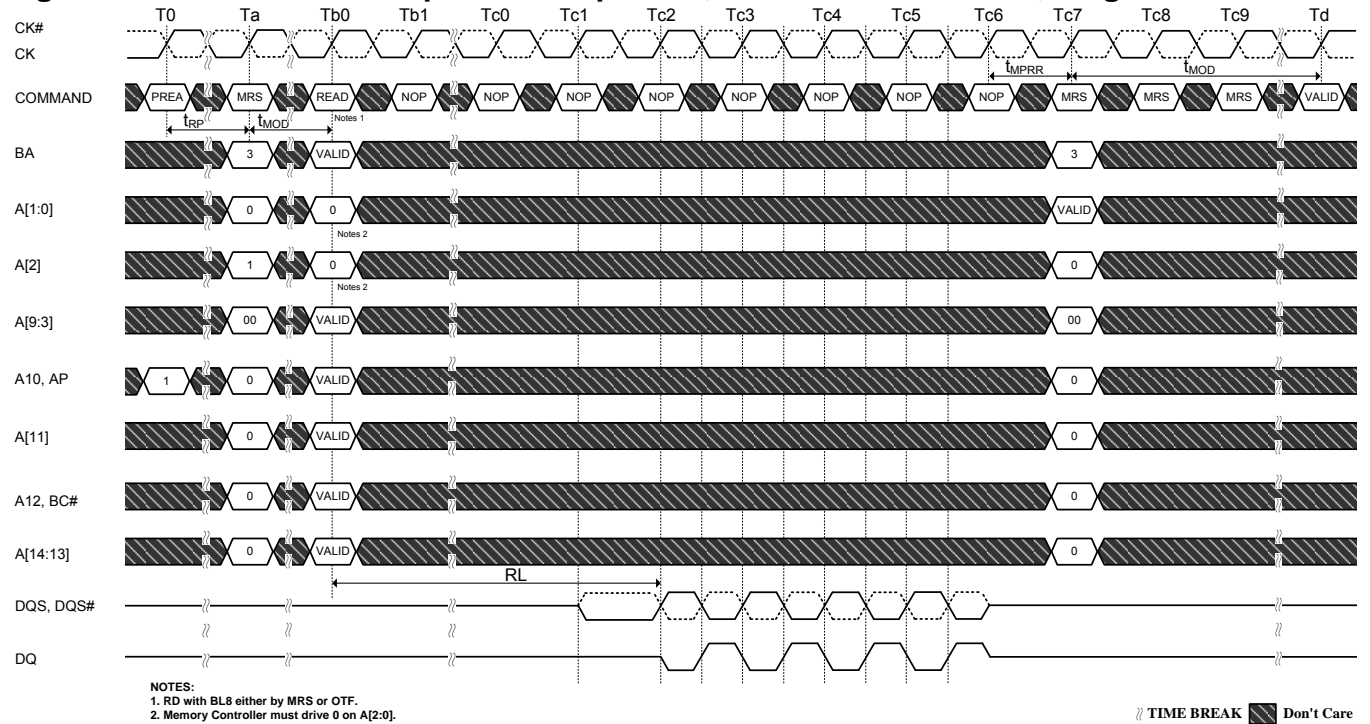 T0 Ta Tb0 Tb1 Tc0 Tc1 Tc2 Tc3 Tc4 Tc5 Tc6 Tc7 Tc8 Tc9 Td
CK#
CK
tMPRR tMOD
COMMAND PREA MRS READ NOP NOP NOP NOP NOP NOP NOP NOP MRS MRS MRS VALID
Notes 1
tRP tMOD
BA 3 VALID 3
A[1:0] 0 0 VALID
Notes 2
A[2] 1 0 0
Notes 2
A[9:3] 00 VALID 00
A10, AP 1 0 VALID 0
A[11] 0 VALID 0
A12, BC# 0 VALID 0
A[14:13] 0 VALID 0
RL
DQS, DQS#
DQ
NOTES:
1. RD with BL8 either by MRS or OTF.
2. Memory Controller must drive 0 on A[2:0].
TIME BREAK Don't Care